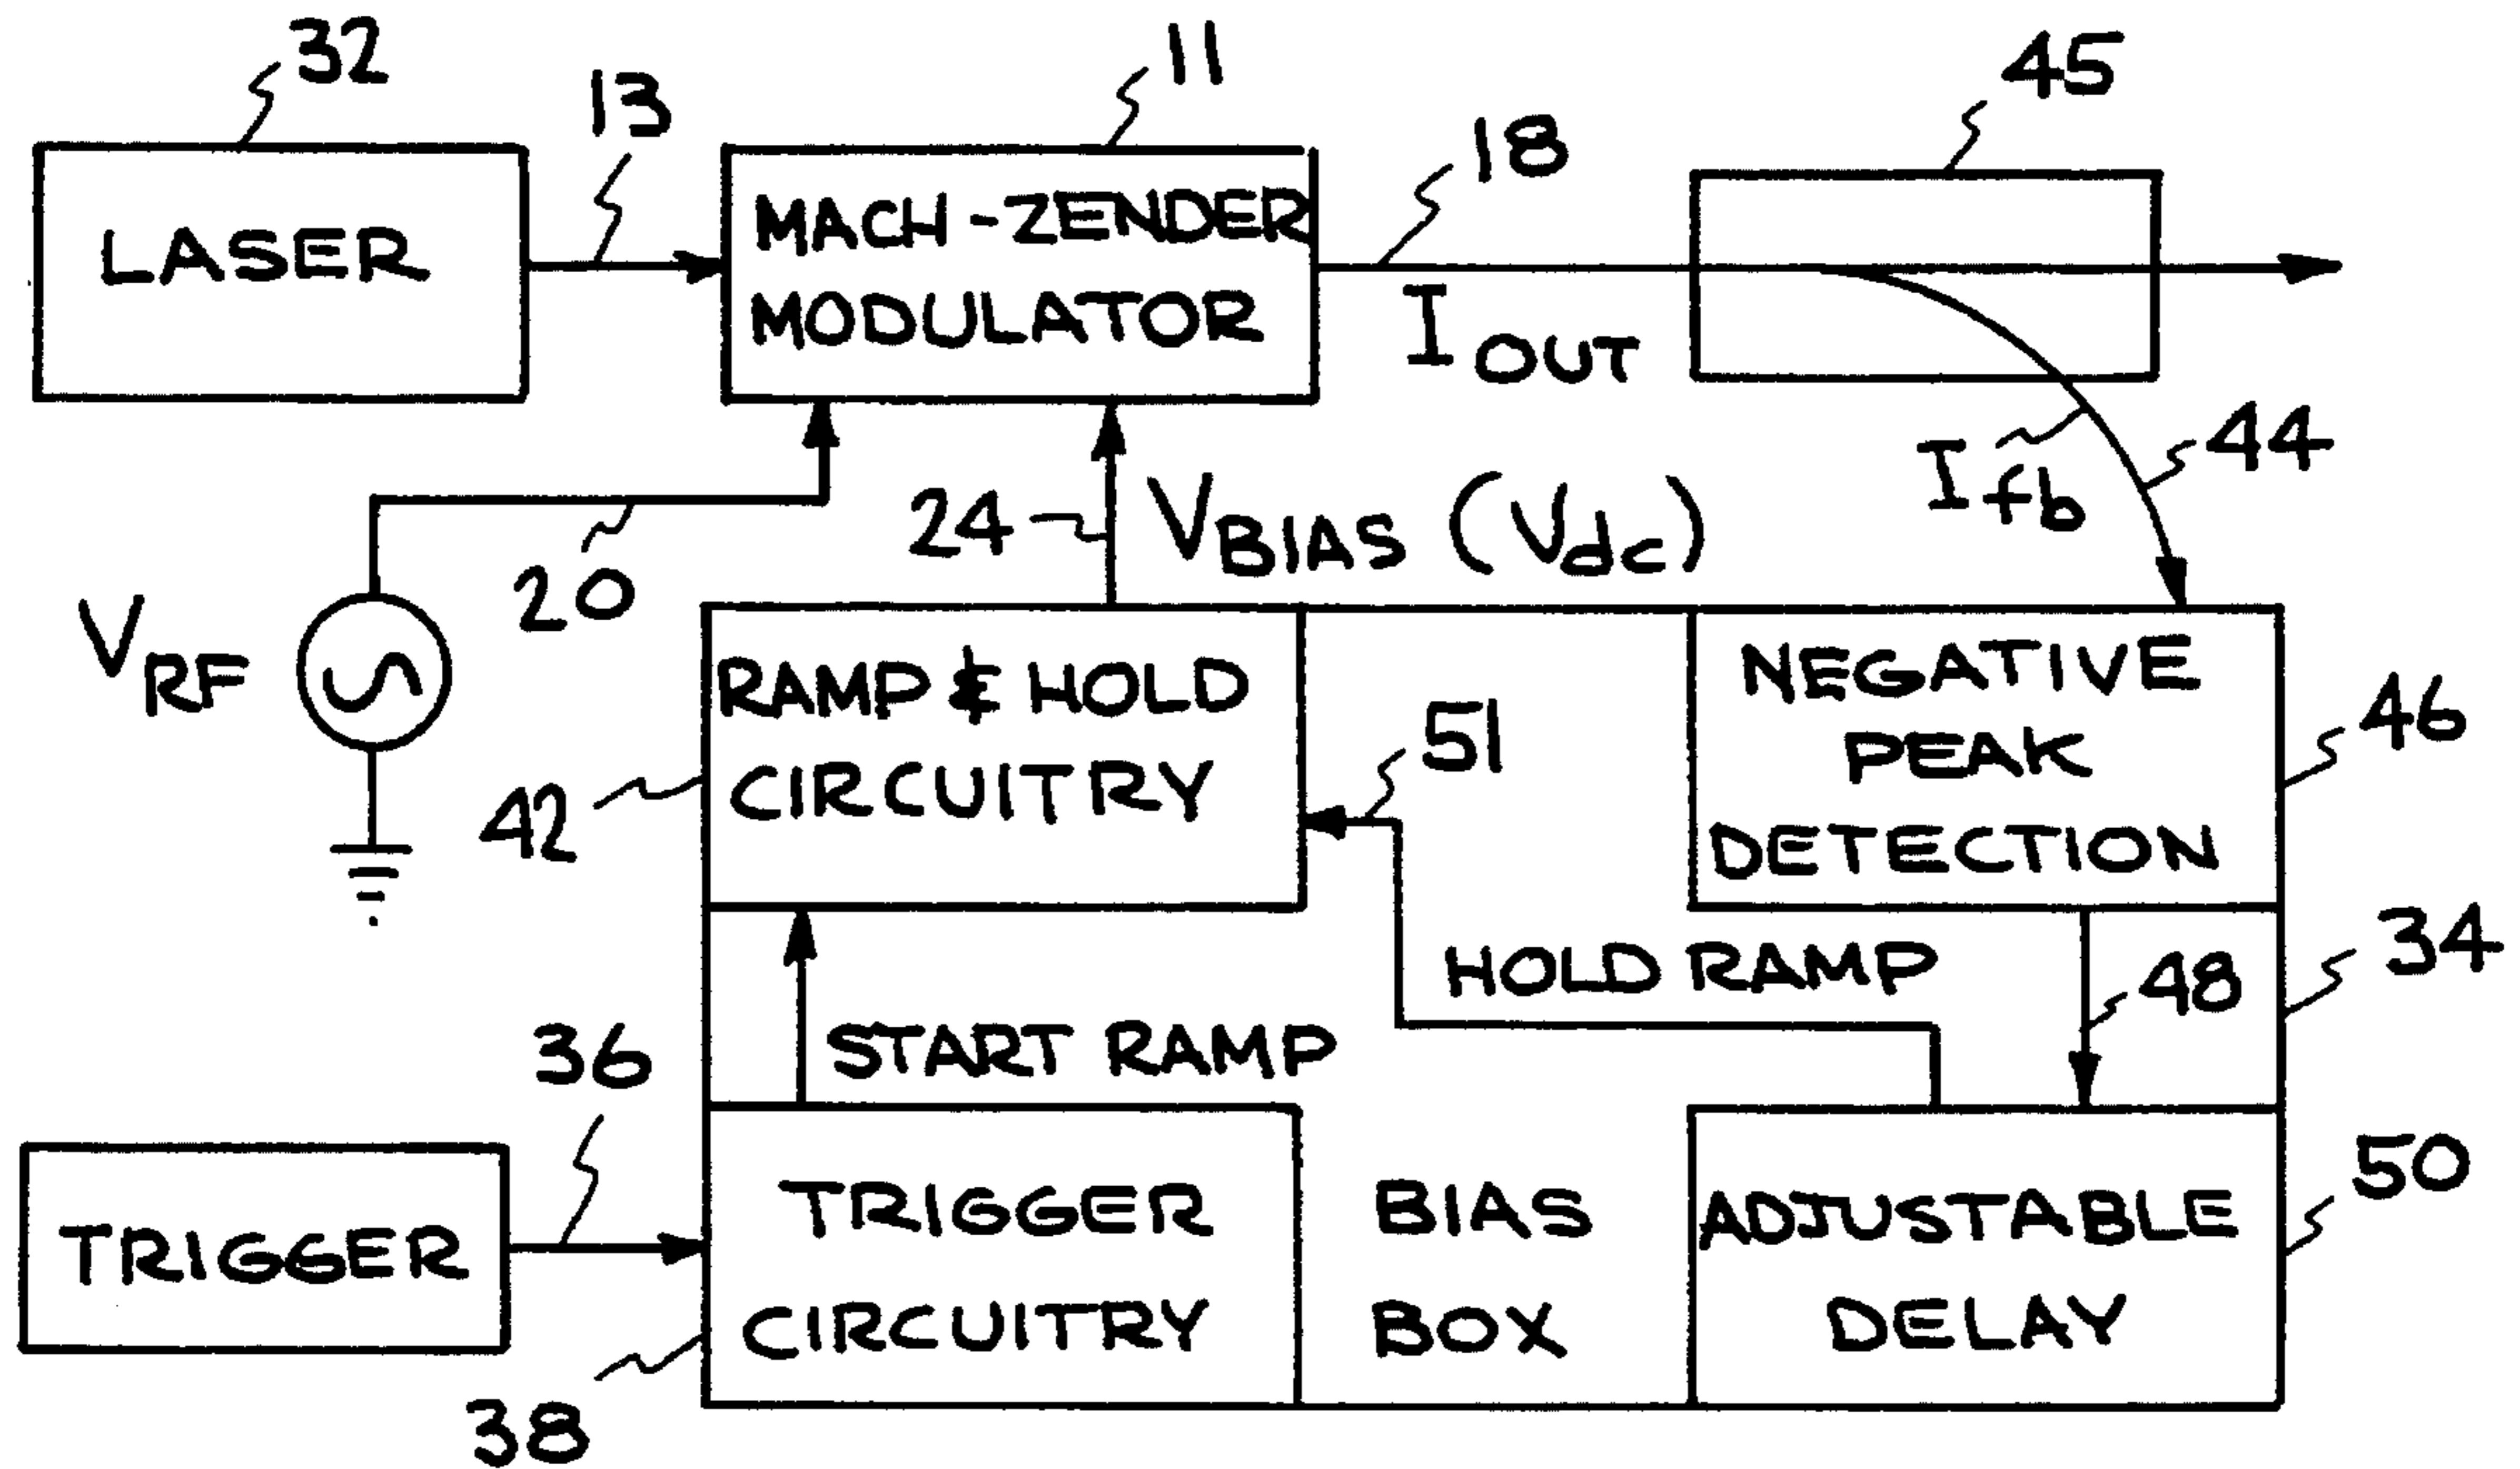 32
13
11
18
45
LASER
MACH-ZENDER
MODULATOR
I OUT
I fb
44
24
V BIAS (Vdc)
20
V RF
RAMP & HOLD
CIRCUITRY
42
51
NEGATIVE
PEAK
DETECTION
46
34
HOLD RAMP
48
START RAMP
36
TRIGGER
TRIGGER
CIRCUITRY
38
BIAS
BOX
ADJUSTABLE
DELAY
50